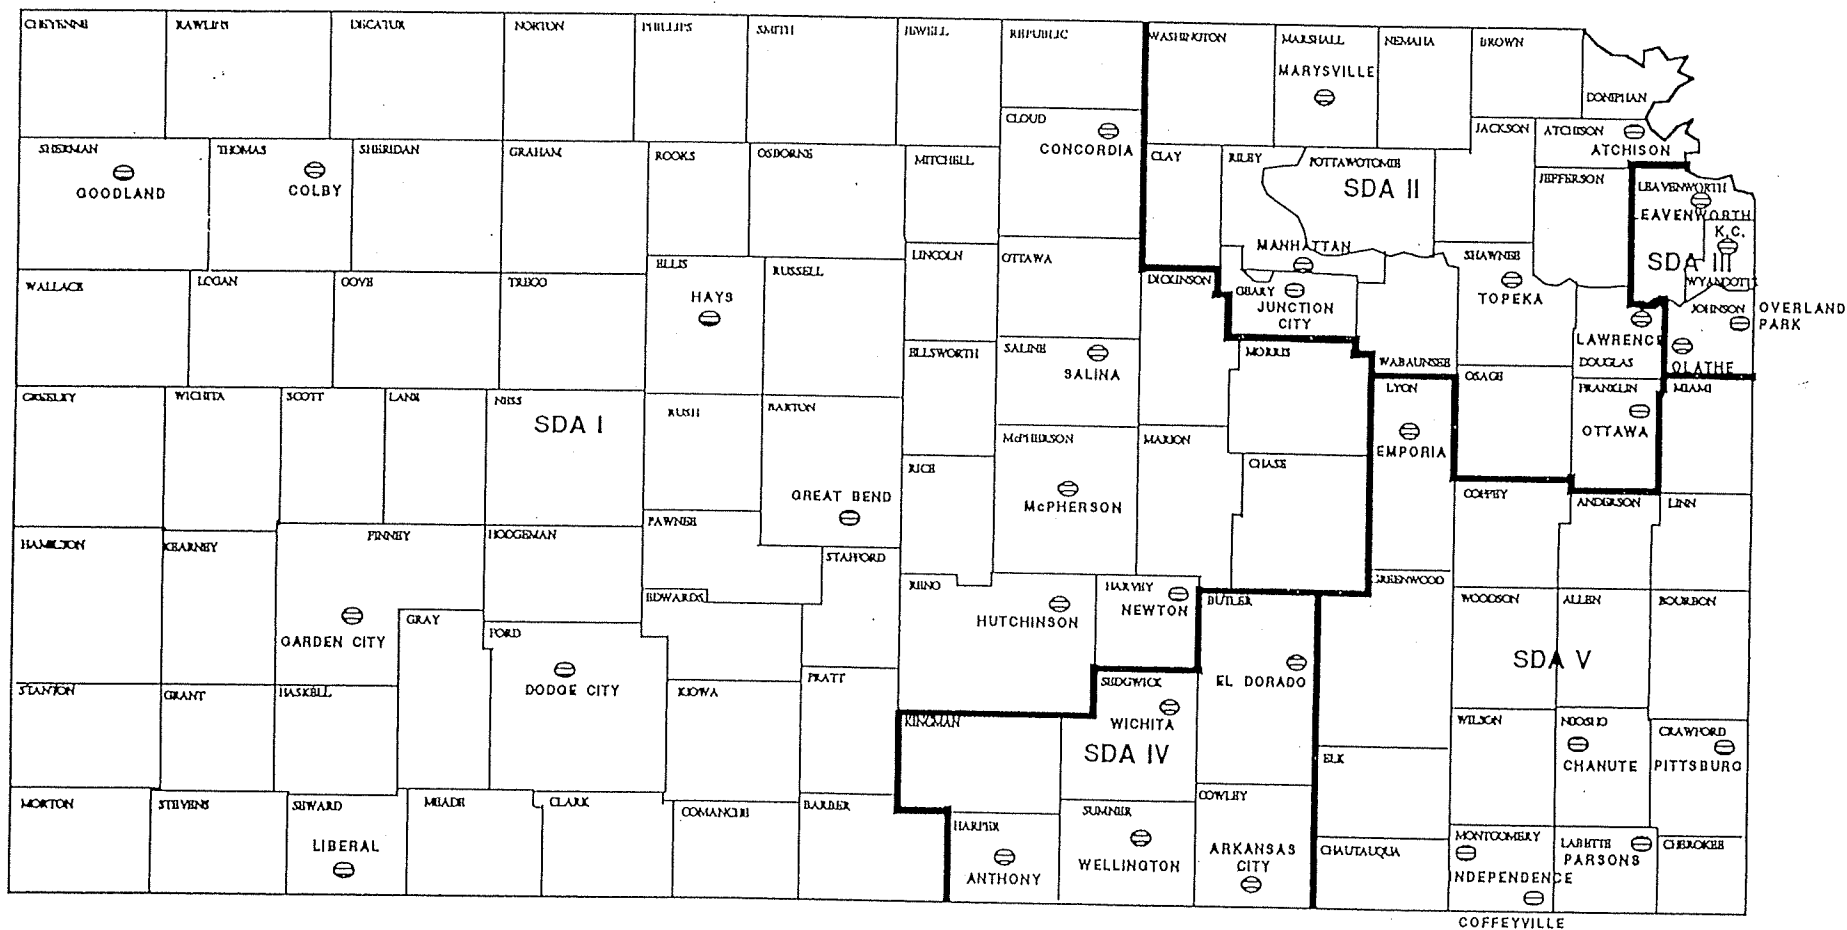 CHEYENNE
RAWLINS
DECATUR
NORTON
PHILLIPS
SMITH
JEWELL
REPUBLIC
WASHINGTON
MARSHALL
NEMAHA
BROWN
MARYSVILLE
DONIPHAN
CLOUD
CONCORDIA
JACKSON
ATCHISON
ATCHISON
SHERMAN
GOODLAND
THOMAS
COLBY
SHERIDAN
GRAHAM
ROOKS
OSBORNE
MITCHELL
CLAY
RILEY
POTTAWOTOMIE
SDA II
JEFFERSON
LEAVENWORTH
LEAVENWORTH
K.C.
SDA III
WYANDOTTE
MANHATTAN
WALLACE
LOGAN
GOVE
TREGO
ELLIS
HAYS
RUSSELL
LINCOLN
OTTAWA
DICKINSON
GEARY
JUNCTION
CITY
SHAWNEE
TOPEKA
JOHNSON
OVERLAND
PARK
LAWRENCE
DOUGLAS
OLATHE
ELLSWORTH
SALINE
SALINA
MORRIS
WABAUNSEE
OSAGE
FRANKLIN
OTTAWA
MIAMI
GREELEY
WICHITA
SCOTT
LANE
NESS
SDA I
RUSH
BARTON
GREAT BEND
RICE
McPHERSON
McPHERSON
MARION
CHASE
LYON
EMPORIA
COFFEY
ANDERSON
LINN
HAMILTON
KEARNEY
FINNEY
GARDEN CITY
HODGEMAN
PAWNEE
STAFFORD
EDWARDS
GRAY
FORD
DODGE CITY
RENO
HUTCHINSON
HARVEY
NEWTON
BUTLER
EL DORADO
GREENWOOD
WOODSON
ALLEN
BOURBON
SDA V
STANTON
GRANT
HASKELL
KIOWA
PRATT
KINGMAN
SEDGWICK
WICHITA
SDA IV
ELK
WILSON
NEOSHO
CHANUTE
CRAWFORD
PITTSBURG
MORTON
STEVENS
SEWARD
LIBERAL
MEADE
CLARK
COMANCHE
BARBER
HARPER
ANTHONY
SUMNER
WELLINGTON
COWLEY
ARKANSAS
CITY
CHAUTAUQUA
MONTGOMERY
INDEPENDENCE
LABETTE
PARSONS
CHEROKEE
COFFEYVILLE